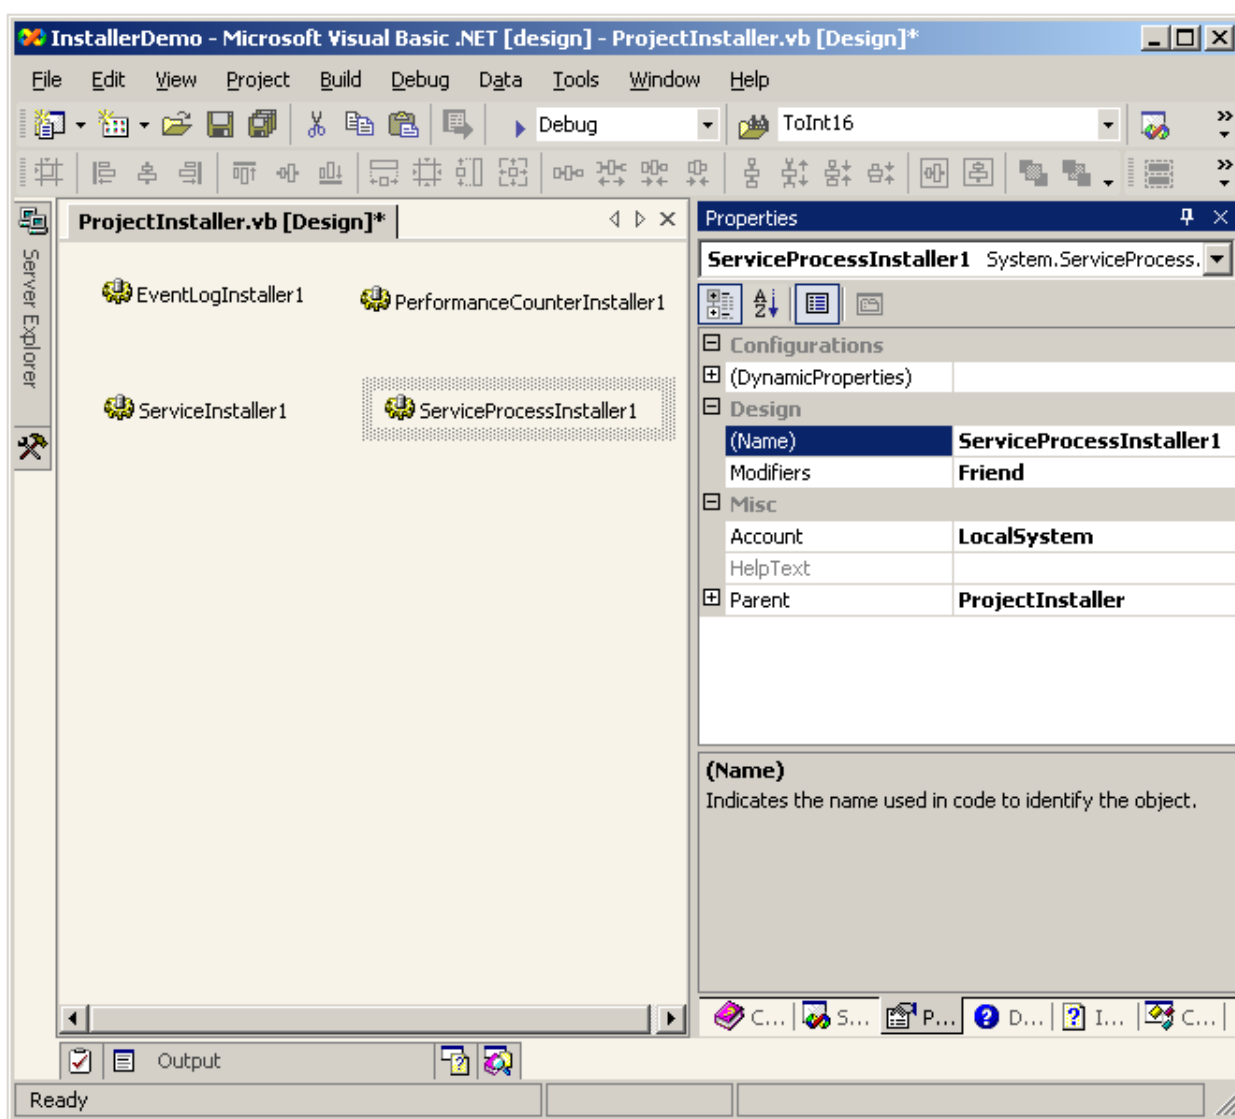 InstallerDemo - Microsoft Visual Basic .NET [design] - ProjectInstaller.vb [Design]*
File Edit View Project Build Debug Data Tools Window Help
Debug ToInt16
ProjectInstaller.vb [Design]*
Server Explorer
EventLogInstaller1 PerformanceCounterInstaller1
ServiceInstaller1 ServiceProcessInstaller1
Properties
ServiceProcessInstaller1 System.ServiceProcess.
Configurations
(DynamicProperties)
Design
(Name) ServiceProcessInstaller1
Modifiers Friend
Misc
Account LocalSystem
HelpText
Parent ProjectInstaller
(Name)
Indicates the name used in code to identify the object.
C... S... P... D... I... C...
Output
Ready